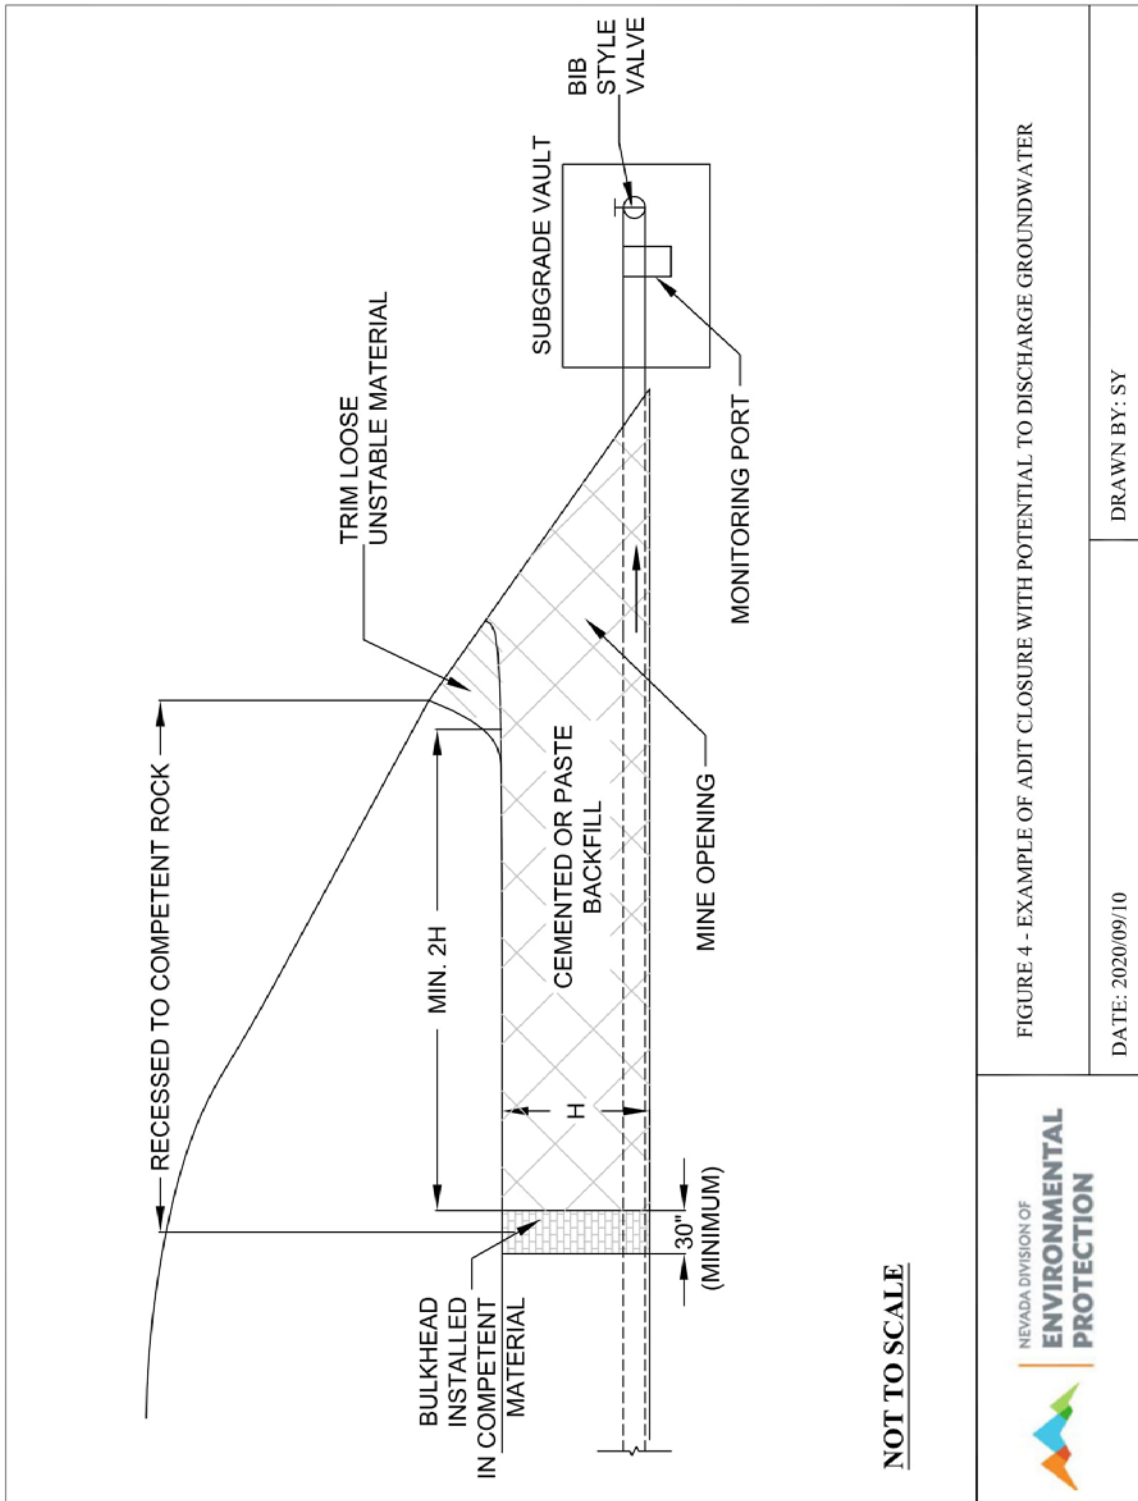 RECESSED TO COMPETENT ROCK
TRIM LOOSE
UNSTABLE MATERIAL
BIB
STYLE
VALVE
SUBGRADE VAULT
MIN. 2H
BULKHEAD
INSTALLED
IN COMPETENT
MATERIAL
H
CEMENTED OR PASTE
BACKFILL
30"
(MINIMUM)
MINE OPENING
MONITORING PORT
NOT TO SCALE
NEVADA DIVISION OF
ENVIRONMENTAL
PROTECTION
FIGURE 4 - EXAMPLE OF ADIT CLOSURE WITH POTENTIAL TO DISCHARGE GROUNDWATER
DATE: 2020/09/10
DRAWN BY: SY